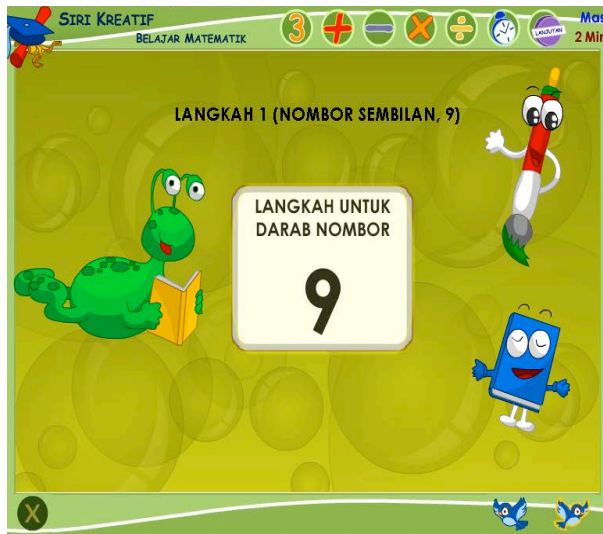 SIRI KREATIF
BELAJAR MATEMATIK
3
LANJUTAN
Mas
2 Min
LANGKAH 1 (NOMBOR SEMBILAN, 9)
LANGKAH UNTUK
DARAB NOMBOR
9
X